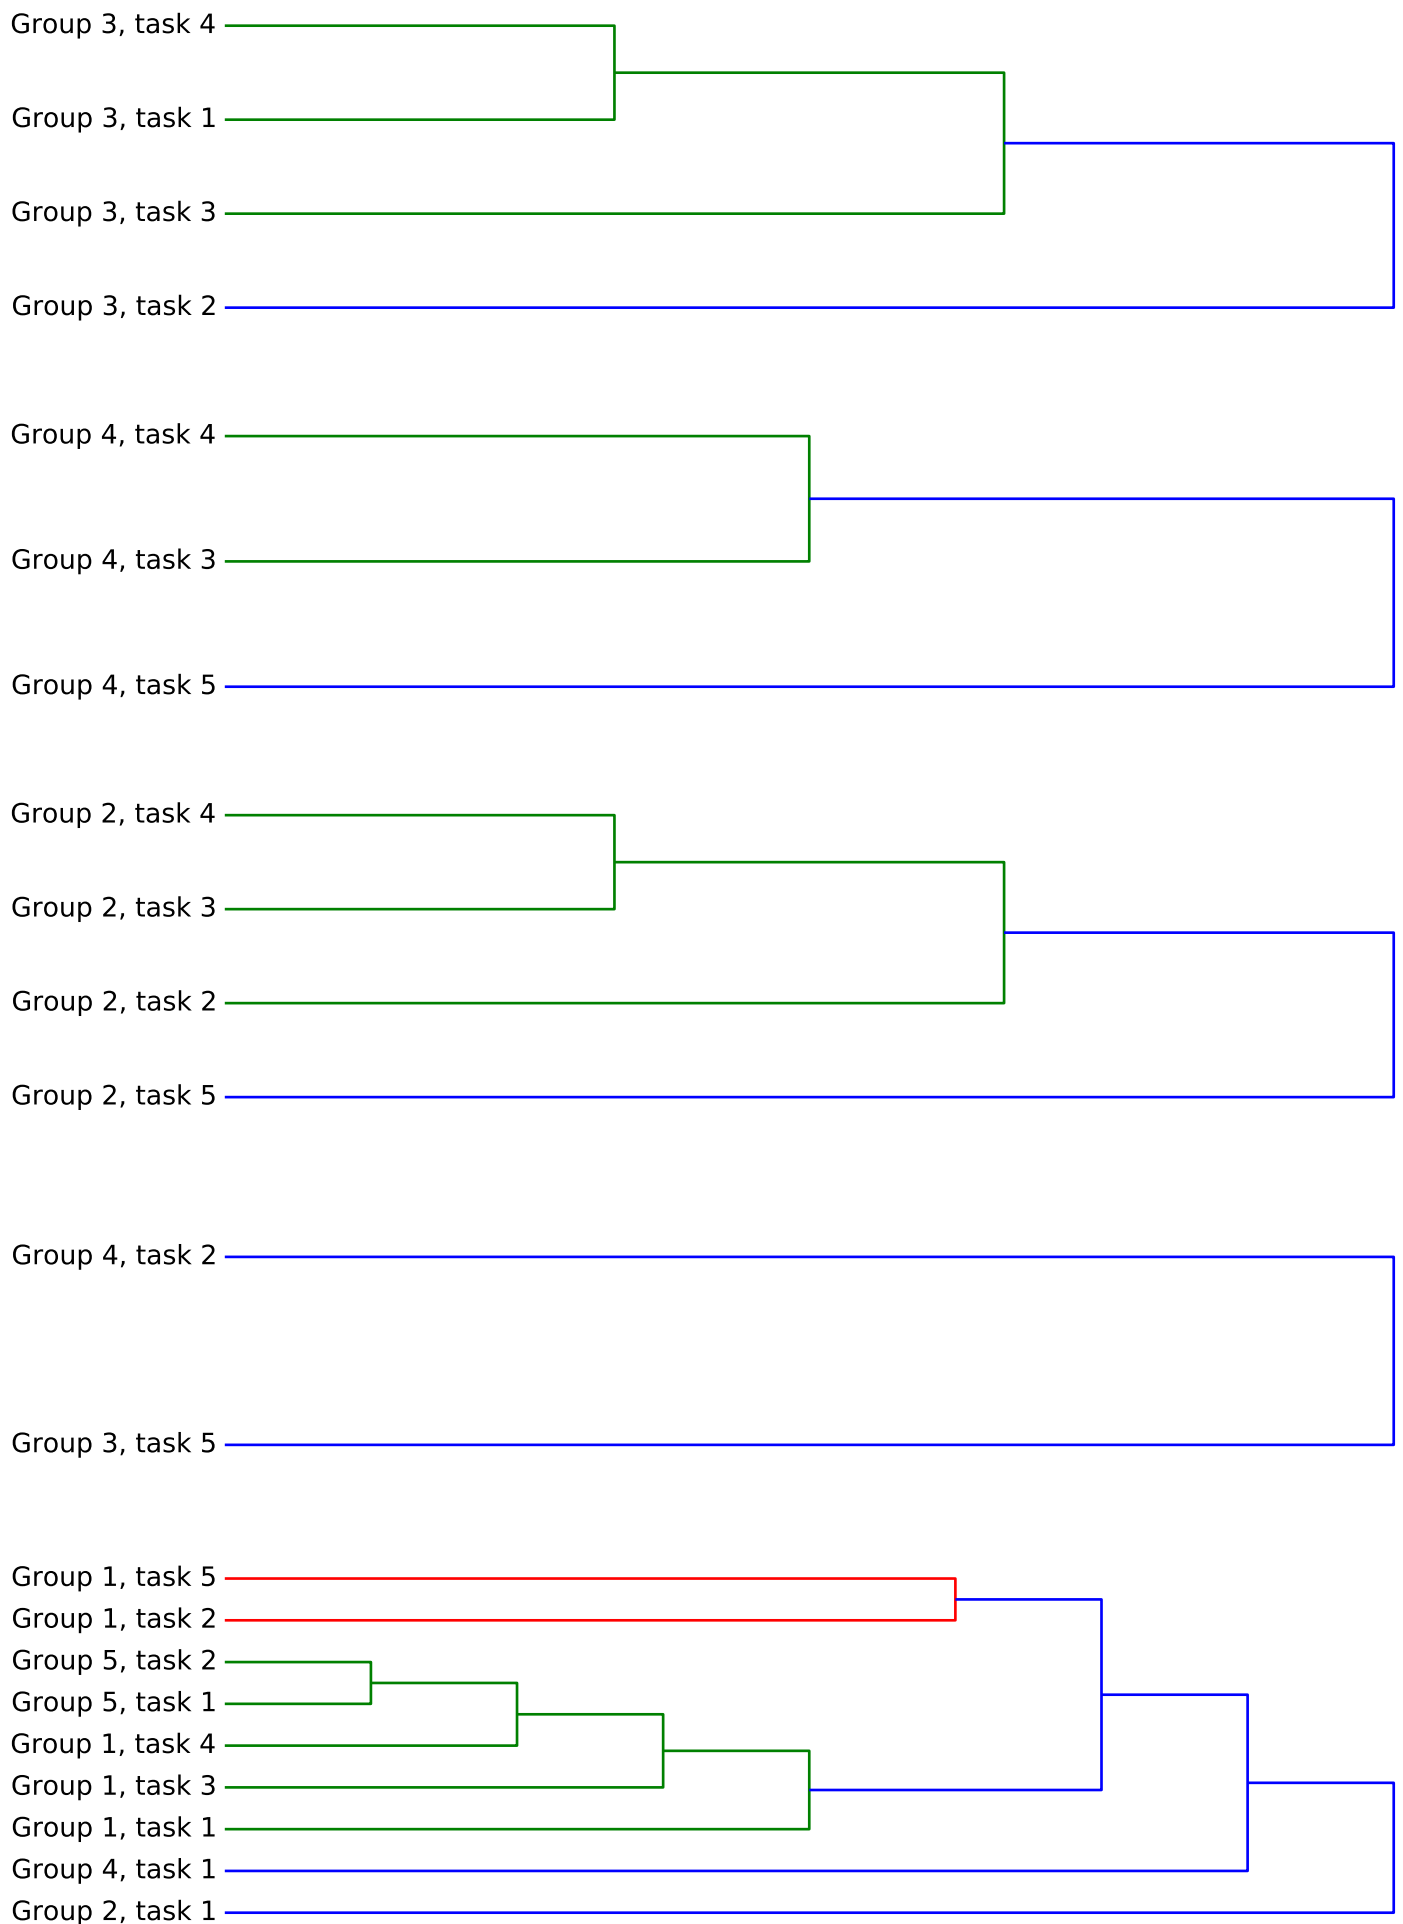 Group 3, task 4
Group 3, task 1
Group 3, task 3
Group 3, task 2
Group 4, task 4
Group 4, task 3
Group 4, task 5
Group 2, task 4
Group 2, task 3
Group 2, task 2
Group 2, task 5
Group 4, task 2
Group 3, task 5
Group 1, task 5
Group 1, task 2
Group 5, task 2
Group 5, task 1
Group 1, task 4
Group 1, task 3
Group 1, task 1
Group 4, task 1
Group 2, task 1